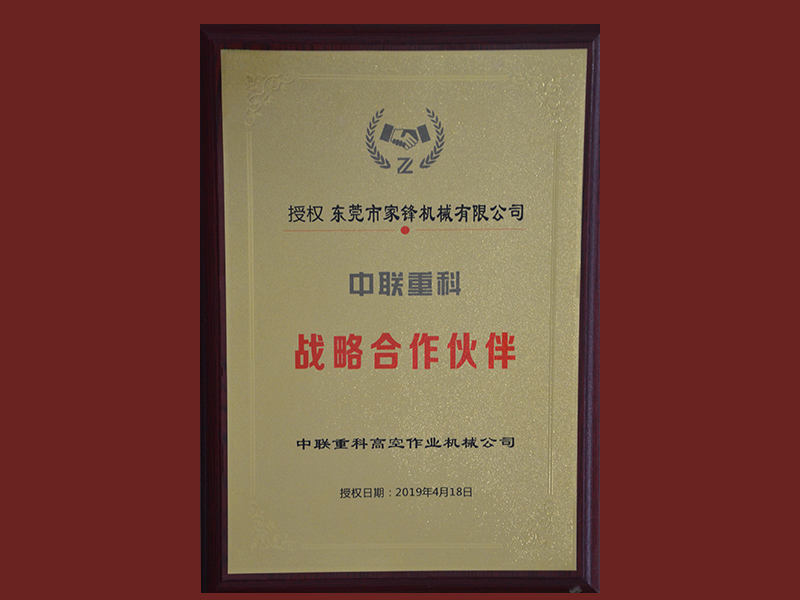 授权 东莞市家锋机械有限公司
中联重科
战略合作伙伴
中联重科高空作业机械公司
授权日期：2019年4月18日